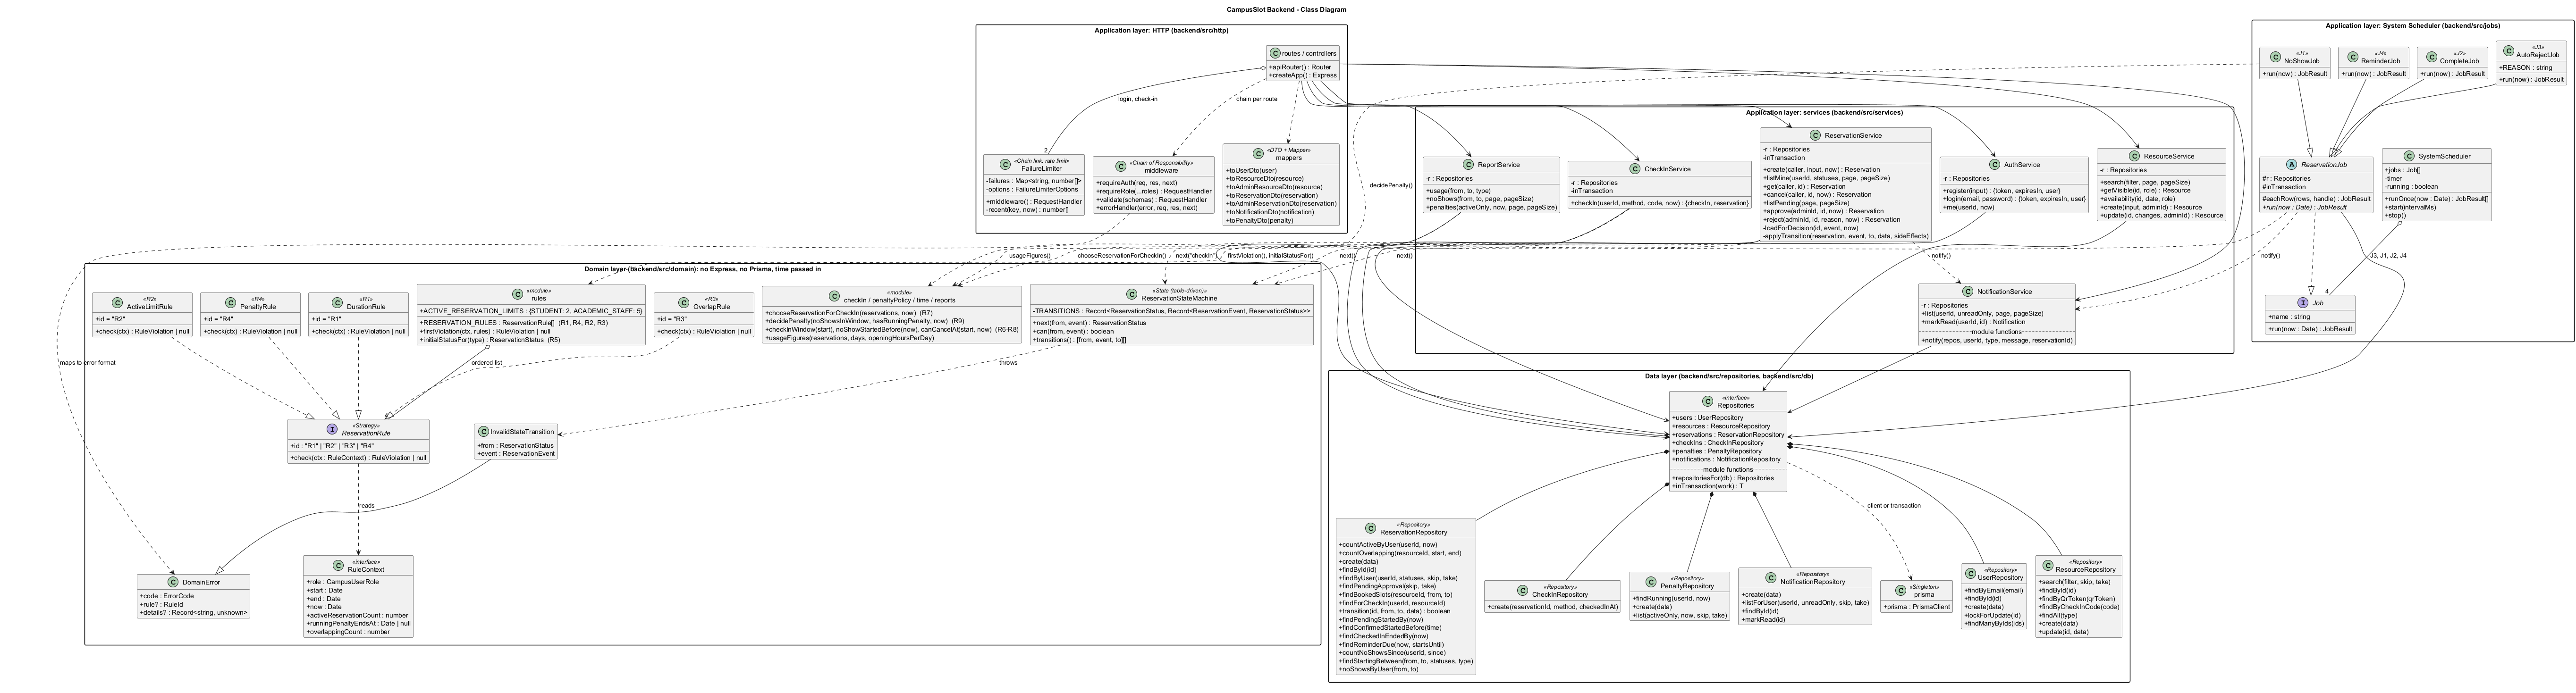 CampusSlot Backend - Class Diagram
Application layer: HTTP (backend/src/http)
C routes / controllers
+apiRouter() : Router
+createApp() : Express
login, check-in
chain per route
2
«Chain link: rate limit»
C FailureLimiter
-failures : Map<string, number[]>
-options : FailureLimiterOptions
+middleware() : RequestHandler
-recent(key, now) : number[]
«Chain of Responsibility»
C middleware
+requireAuth(req, res, next)
+requireRole(...roles) : RequestHandler
+validate(schemas) : RequestHandler
+errorHandler(error, req, res, next)
«DTO + Mapper»
C mappers
+toUserDto(user)
+toResourceDto(resource)
+toAdminResourceDto(resource)
+toReservationDto(reservation)
+toAdminReservationDto(reservation)
+toNotificationDto(notification)
+toPenaltyDto(penalty)
Application layer: System Scheduler (backend/src/jobs)
«J1»
C NoShowJob
+run(now) : JobResult
«J4»
C ReminderJob
+run(now) : JobResult
«J2»
C CompleteJob
+run(now) : JobResult
«J3»
C AutoRejectJob
+REASON : string
+run(now) : JobResult
A ReservationJob
#r : Repositories
#inTransaction
#eachRow(rows, handle) : JobResult
+run(now : Date) : JobResult
C SystemScheduler
+jobs : Job[]
-timer
-running : boolean
+runOnce(now : Date) : JobResult[]
+start(intervalMs)
+stop()
J3, J1, J2, J4
4
I Job
+name : string
+run(now : Date) : JobResult
Application layer: services (backend/src/services)
C ReportService
-r : Repositories
+usage(from, to, type)
+noShows(from, to, page, pageSize)
+penalties(activeOnly, now, page, pageSize)
C CheckInService
-r : Repositories
-inTransaction
+checkIn(userId, method, code, now) : {checkIn, reservation}
C ReservationService
-r : Repositories
-inTransaction
+create(caller, input, now) : Reservation
+listMine(userId, statuses, page, pageSize)
+get(caller, id) : Reservation
+cancel(caller, id, now) : Reservation
+listPending(page, pageSize)
+approve(adminId, id, now) : Reservation
+reject(adminId, id, reason, now) : Reservation
-loadForDecision(id, event, now)
-applyTransition(reservation, event, to, data, sideEffects)
C AuthService
-r : Repositories
+register(input) : {token, expiresIn, user}
+login(email, password) : {token, expiresIn, user}
+me(userId, now)
C ResourceService
-r : Repositories
+search(filter, page, pageSize)
+getVisible(id, role) : Resource
+availability(id, date, role)
+create(input, adminId) : Resource
+update(id, changes, adminId) : Resource
C NotificationService
-r : Repositories
+list(userId, unreadOnly, page, pageSize)
+markRead(userId, id) : Notification
module functions
+notify(repos, userId, type, message, reservationId)
decidePenalty()
usageFigures()
chooseReservationForCheckIn()
next("checkIn")
firstViolation(), initialStatusFor()
next()
next()
notify()
notify()
maps to error format
Domain layer (backend/src/domain): no Express, no Prisma, time passed in
«R2»
C ActiveLimitRule
+id = "R2"
+check(ctx) : RuleViolation | null
«R4»
C PenaltyRule
+id = "R4"
+check(ctx) : RuleViolation | null
«R1»
C DurationRule
+id = "R1"
+check(ctx) : RuleViolation | null
«module»
C rules
+ACTIVE_RESERVATION_LIMITS : {STUDENT: 2, ACADEMIC_STAFF: 5}
+RESERVATION_RULES : ReservationRule[] (R1, R4, R2, R3)
+firstViolation(ctx, rules) : RuleViolation | null
+initialStatusFor(type) : ReservationStatus (R5)
«R3»
C OverlapRule
+id = "R3"
+check(ctx) : RuleViolation | null
«module»
C checkIn / penaltyPolicy / time / reports
+chooseReservationForCheckIn(reservations, now) (R7)
+decidePenalty(noShowsInWindow, hasRunningPenalty, now) (R9)
+checkInWindow(start), noShowStartedBefore(now), canCancelAt(start, now) (R6-R8)
+usageFigures(reservations, days, openingHoursPerDay)
«State (table-driven)»
C ReservationStateMachine
-TRANSITIONS : Record<ReservationStatus, Record<ReservationEvent, ReservationStatus>>
+next(from, event) : ReservationStatus
+can(from, event) : boolean
+transitions() : [from, event, to][]
ordered list
throws
«Strategy»
I ReservationRule
+id : "R1" | "R2" | "R3" | "R4"
+check(ctx : RuleContext) : RuleViolation | null
C InvalidStateTransition
+from : ReservationStatus
+event : ReservationEvent
reads
C DomainError
+code : ErrorCode
+rule? : RuleId
+details? : Record<string, unknown>
«interface»
C RuleContext
+role : CampusUserRole
+start : Date
+end : Date
+now : Date
+activeReservationCount : number
+runningPenaltyEndsAt : Date | null
+overlappingCount : number
Data layer (backend/src/repositories, backend/src/db)
«interface»
C Repositories
+users : UserRepository
+resources : ResourceRepository
+reservations : ReservationRepository
+checkIns : CheckInRepository
+penalties : PenaltyRepository
+notifications : NotificationRepository
module functions
+repositoriesFor(db) : Repositories
+inTransaction(work) : T
client or transaction
«Repository»
C ReservationRepository
+countActiveByUser(userId, now)
+countOverlapping(resourceId, start, end)
+create(data)
+findById(id)
+findByUser(userId, statuses, skip, take)
+findPendingApproval(skip, take)
+findBookedSlots(resourceId, from, to)
+findForCheckIn(userId, resourceId)
+transition(id, from, to, data) : boolean
+findPendingStartedBy(now)
+findConfirmedStartedBefore(time)
+findCheckedInEndedBy(now)
+findReminderDue(now, startsUntil)
+countNoShowsSince(userId, since)
+findStartingBetween(from, to, statuses, type)
+noShowsByUser(from, to)
«Repository»
C CheckInRepository
+create(reservationId, method, checkedInAt)
«Repository»
C PenaltyRepository
+findRunning(userId, now)
+create(data)
+list(activeOnly, now, skip, take)
«Repository»
C NotificationRepository
+create(data)
+listForUser(userId, unreadOnly, skip, take)
+findById(id)
+markRead(id)
«Singleton»
C prisma
+prisma : PrismaClient
«Repository»
C UserRepository
+findByEmail(email)
+findById(id)
+create(data)
+lockForUpdate(id)
+findManyByIds(ids)
«Repository»
C ResourceRepository
+search(filter, skip, take)
+findById(id)
+findByQrToken(qrToken)
+findByCheckInCode(code)
+findAll(type)
+create(data)
+update(id, data)